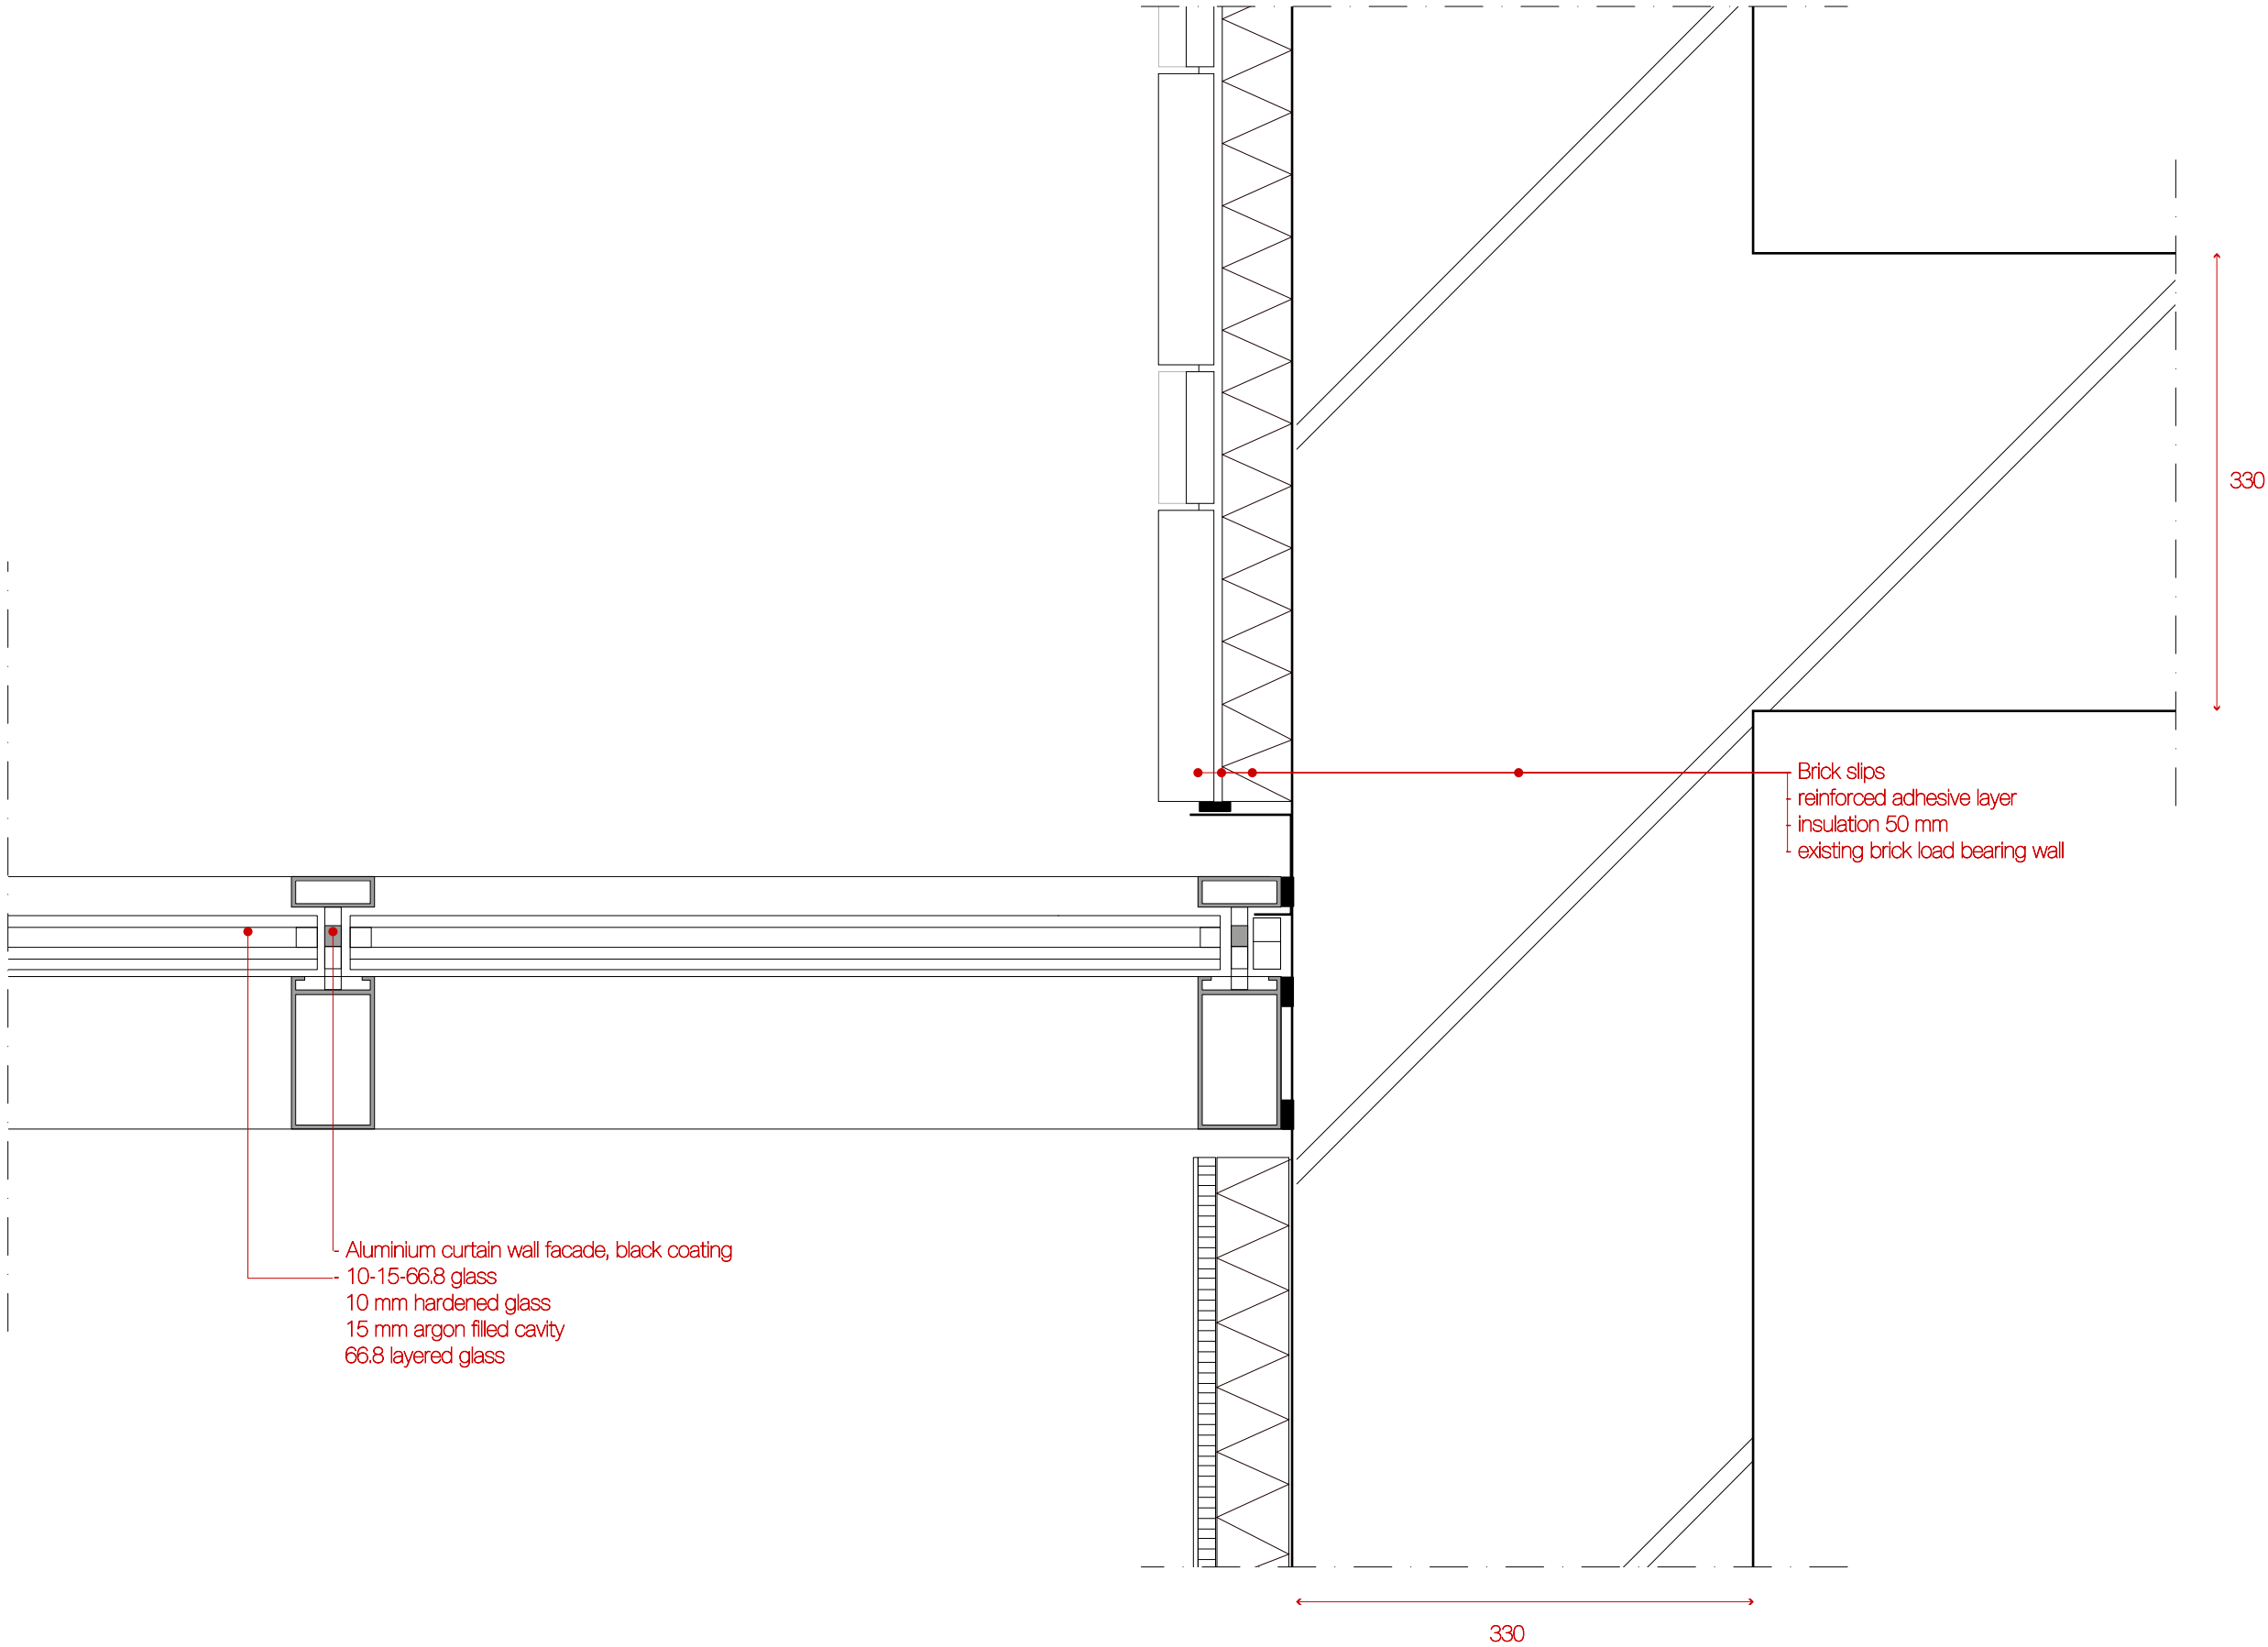 330
Brick slips
reinforced adhesive layer
insulation 50 mm
existing brick load bearing wall
Aluminium curtain wall facade, black coating
10-15-66.8 glass
10 mm hardened glass
15 mm argon filled cavity
66.8 layered glass
330